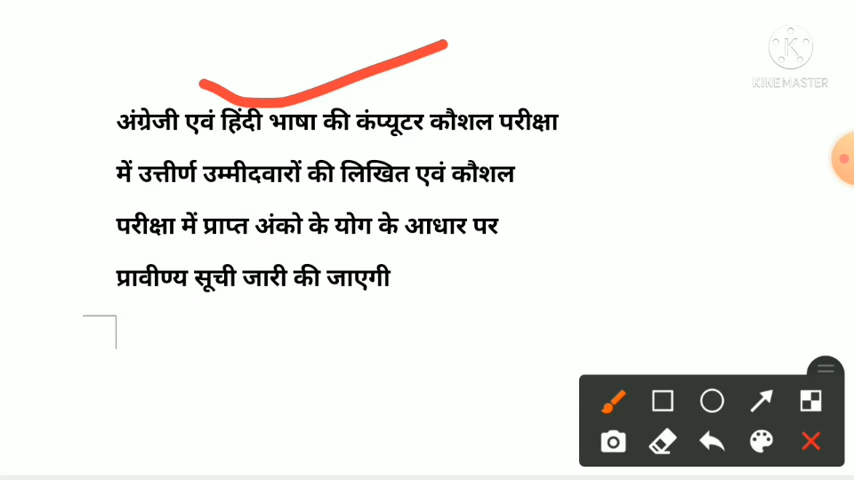 KINEMASTER
अंग्रेजी एवं हिंदी भाषा की कंप्यूटर कौशल परीक्षा
में उत्तीर्ण उम्मीदवारों की लिखित एवं कौशल
परीक्षा में प्राप्त अंको के योग के आधार पर
प्रावीण्य सूची जारी की जाएगी